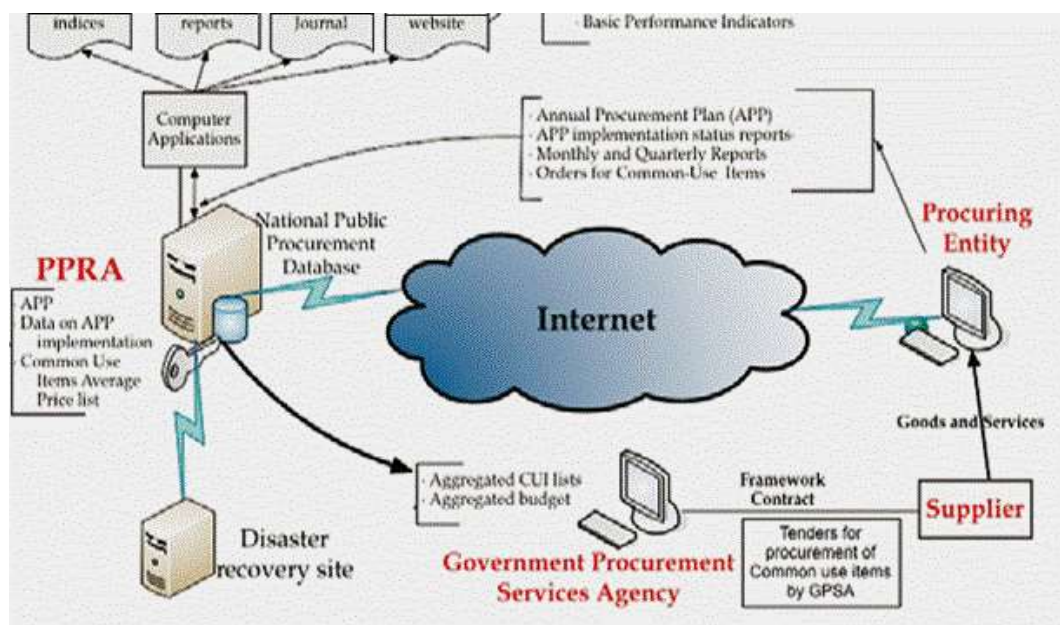 indices
reports
Journal
website
· Basic Performance Indicators
Computer
Applications
· Annual Procurement Plan (APP)
· APP implementation status reports
· Monthly and Quarterly Reports
· Orders for Common-Use Items
National Public
Procurement
Database
Procuring
Entity
PPRA
· APP
· Data on APP
implementation
· Common Use
Items Average
Price list
Internet
Goods and Services
· Aggregated CUI lists
· Aggregated budget
Framework
Contract
Supplier
Disaster
recovery site
Government Procurement
Services Agency
Tenders for
procurement of
Common use items
by GPSA